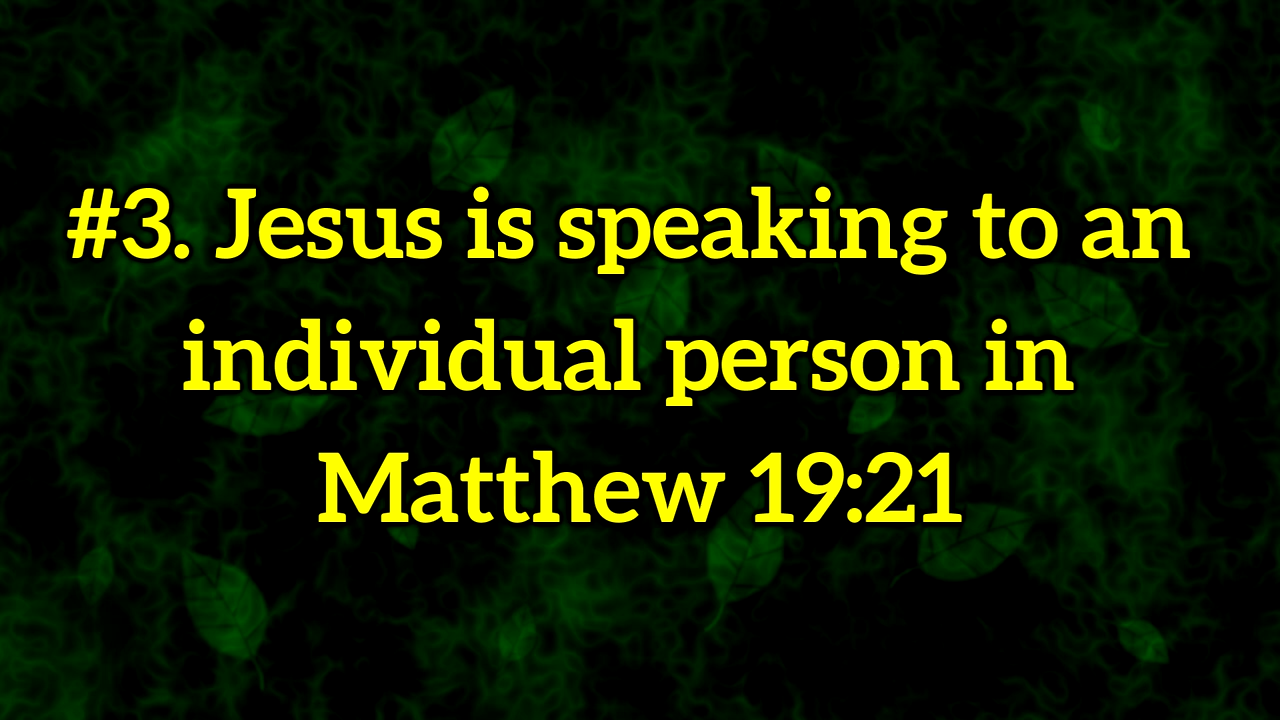 #3. Jesus is speaking to an
individual person in
Matthew 19:21